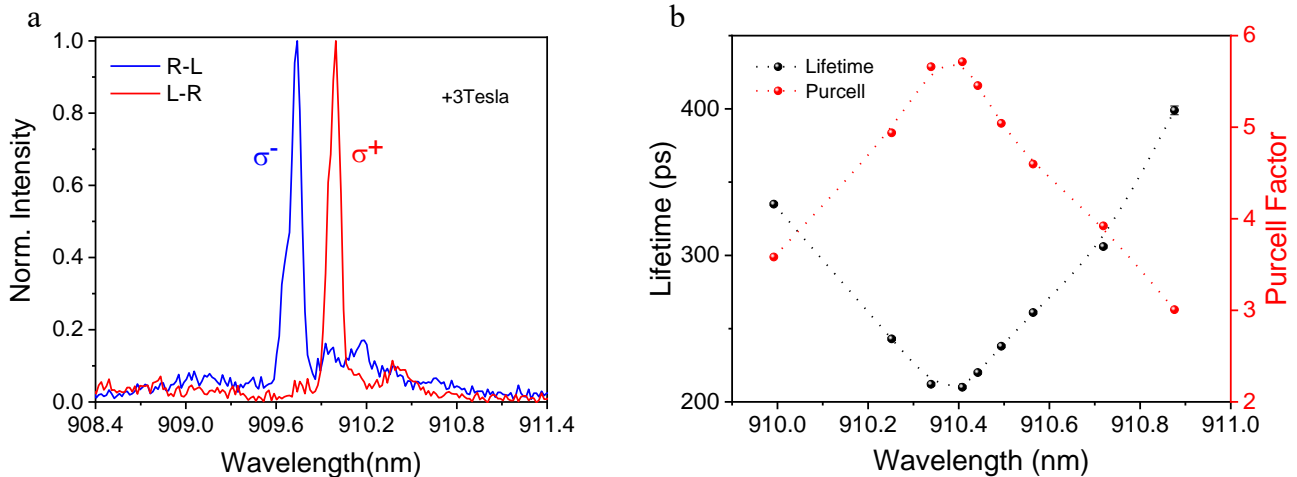 a
R-L
L-R
+3Tesla
σ-
σ+
1.0
0.8
0.6
0.4
0.2
0.0
908.4
909.0
909.6
910.2
910.8
911.4
Norm. Intensity
Wavelength(nm)
b
Lifetime
Purcell
400
300
200
6
5
4
3
2
910.0
910.2
910.4
910.6
910.8
911.0
Lifetime (ps)
Purcell Factor
Wavelength (nm)